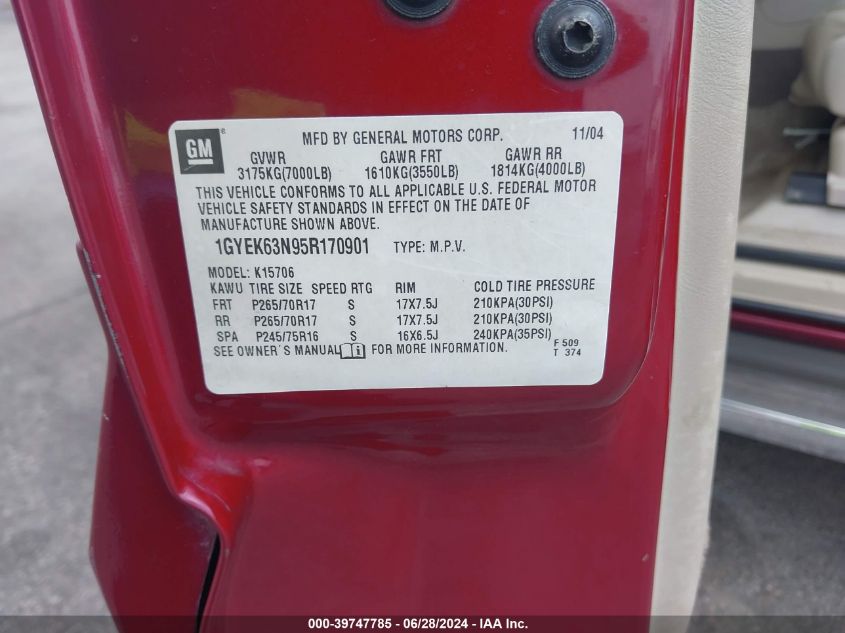 GM ®
MFD BY GENERAL MOTORS CORP. 11/04
GVWR GAWR FRT GAWR RR
3175KG(7000LB) 1610KG(3550LB) 1814KG(4000LB)
THIS VEHICLE CONFORMS TO ALL APPLICABLE U.S. FEDERAL MOTOR
VEHICLE SAFETY STANDARDS IN EFFECT ON THE DATE OF
MANUFACTURE SHOWN ABOVE.
1GYEK63N95R170901 TYPE: M.P.V.
MODEL: K15706
KAWU TIRE SIZE SPEED RTG RIM COLD TIRE PRESSURE
FRT P265/70R17 S 17X7.5J 210KPA(30PSI)
RR P265/70R17 S 17X7.5J 210KPA(30PSI)
SPA P245/75R16 S 16X6.5J 240KPA(35PSI)
SEE OWNER'S MANUAL i FOR MORE INFORMATION.
F 509
T 374
000-39747785 - 06/28/2024 - IAA Inc.